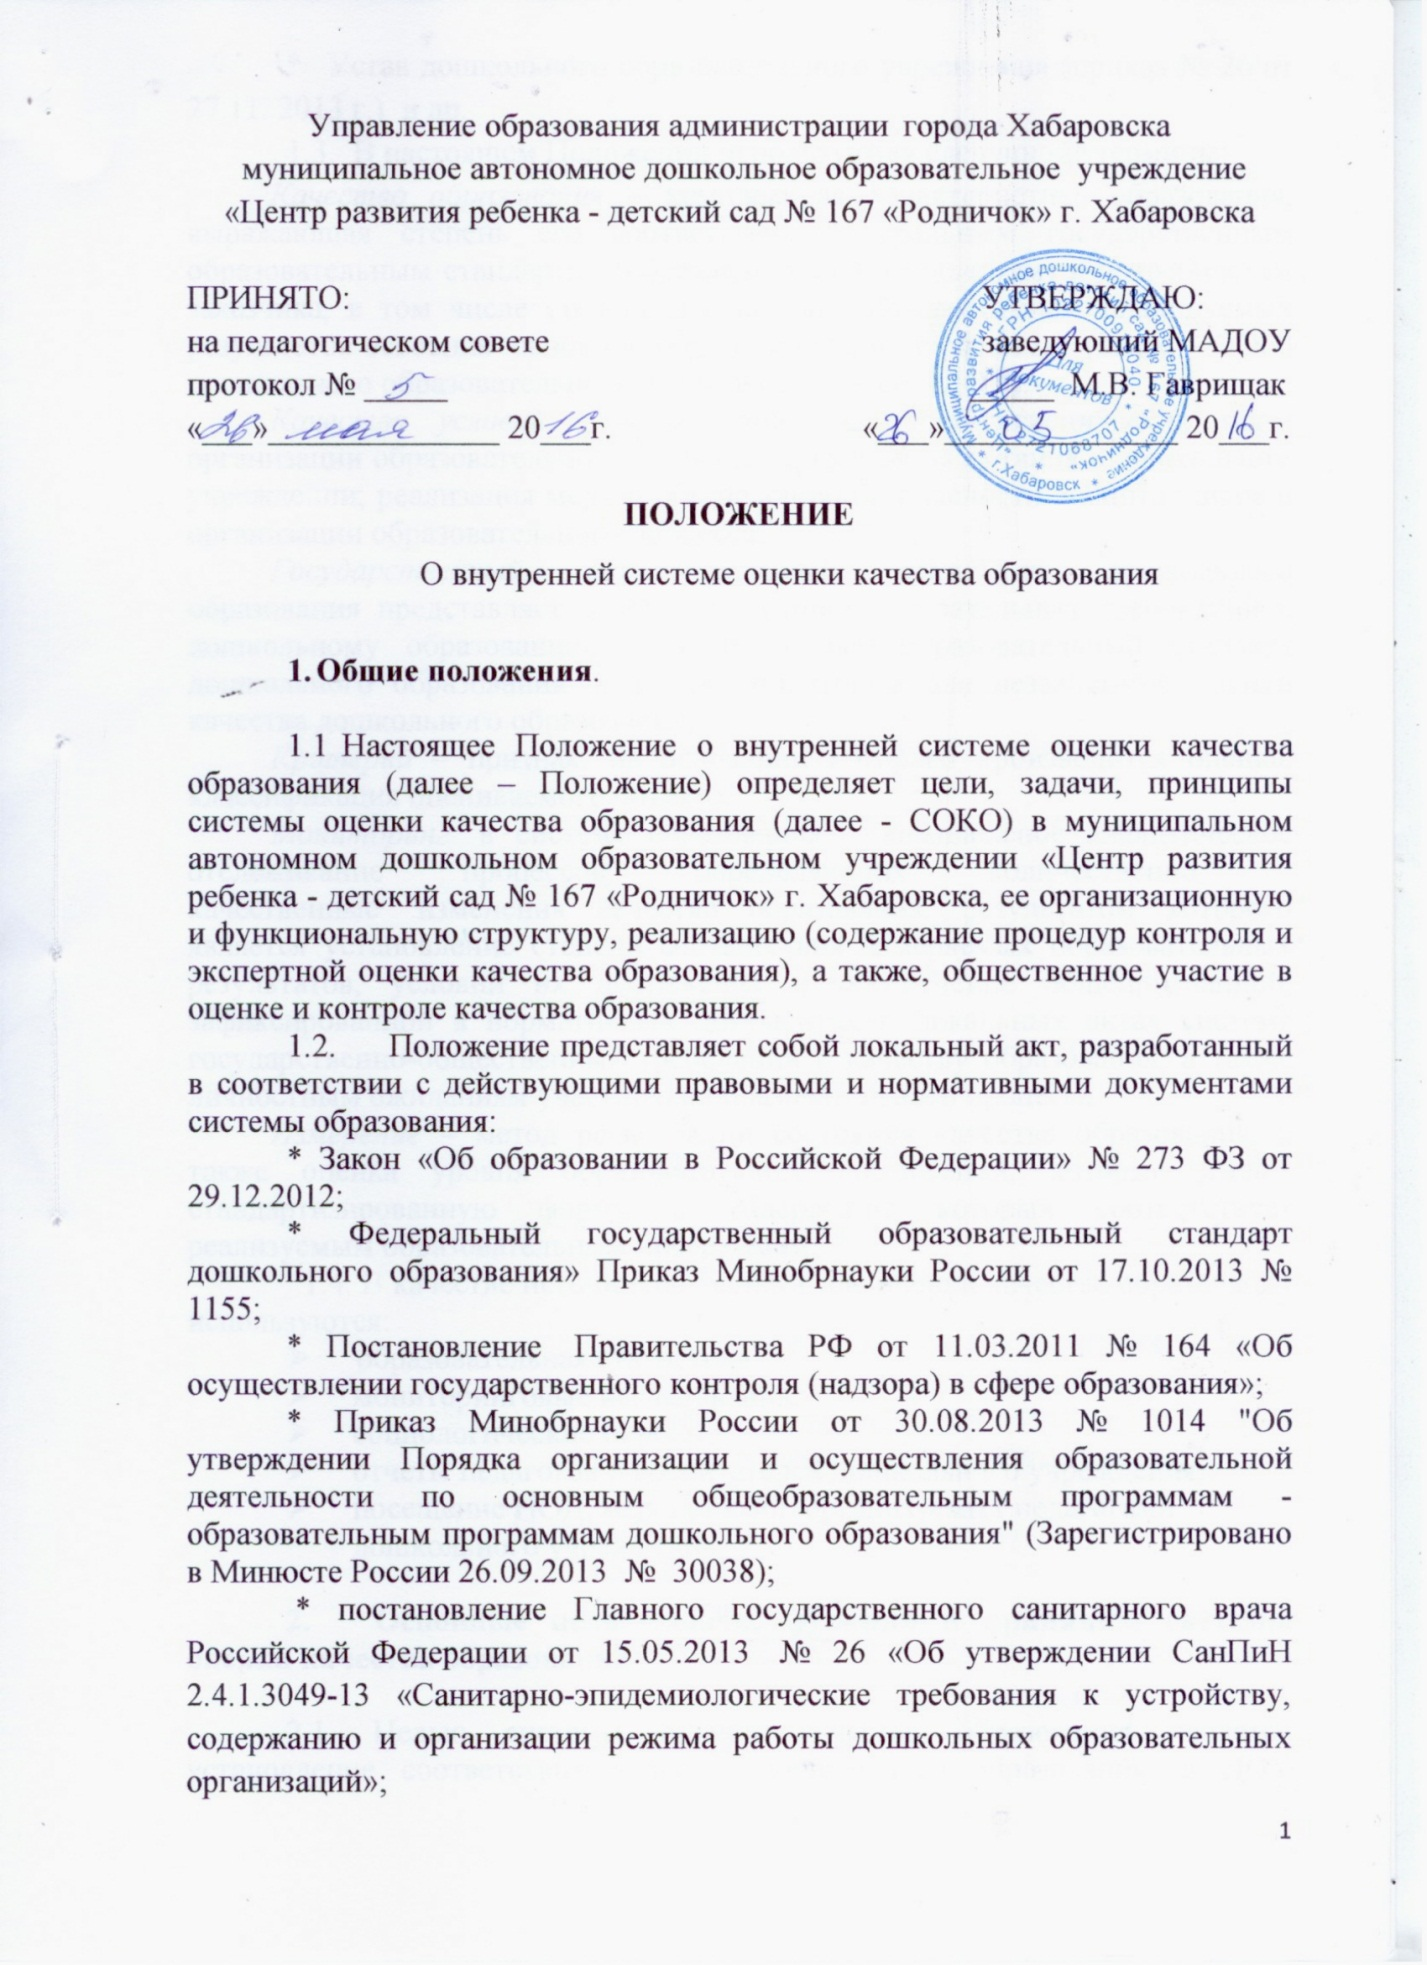 Управление образования администрации города Хабаровска
муниципальное автономное дошкольное образовательное учреждение
«Центр развития ребенка - детский сад № 167 «Родничок» г. Хабаровска
ПРИНЯТО:
на педагогическом совете
протокол № 5
«26» мая 2016г.
УТВЕРЖДАЮ:
заведующий МАДОУ
М.В. Гаврищак
«26» 05 2016г.
Для
документов
г.Хабаровск
ПОЛОЖЕНИЕ
О внутренней системе оценки качества образования
1. Общие положения.
1.1 Настоящее Положение о внутренней системе оценки качества
образования (далее – Положение) определяет цели, задачи, принципы
системы оценки качества образования (далее - СОКО) в муниципальном
автономном дошкольном образовательном учреждении «Центр развития
ребенка - детский сад № 167 «Родничок» г. Хабаровска, ее организационную
и функциональную структуру, реализацию (содержание процедур контроля и
экспертной оценки качества образования), а также, общественное участие в
оценке и контроле качества образования.
1.2. Положение представляет собой локальный акт, разработанный
в соответствии с действующими правовыми и нормативными документами
системы образования:
* Закон «Об образовании в Российской Федерации» № 273 ФЗ от
29.12.2012;
* Федеральный государственный образовательный стандарт
дошкольного образования» Приказ Минобрнауки России от 17.10.2013 №
1155;
* Постановление Правительства РФ от 11.03.2011 № 164 «Об
осуществлении государственного контроля (надзора) в сфере образования»;
* Приказ Минобрнауки России от 30.08.2013 № 1014 "Об
утверждении Порядка организации и осуществления образовательной
деятельности по основным общеобразовательным программам -
образовательным программам дошкольного образования" (Зарегистрировано
в Минюсте России 26.09.2013 № 30038);
* постановление Главного государственного санитарного врача
Российской Федерации от 15.05.2013 № 26 «Об утверждении СанПиН
2.4.1.3049-13 «Санитарно-эпидемиологические требования к устройству,
содержанию и организации режима работы дошкольных образовательных
организаций»;
1